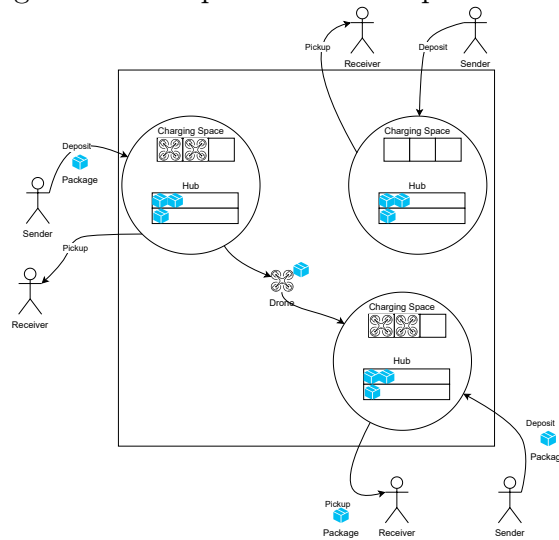 Receiver
Sender
Pickup
Deposit
Charging Space
Hub
Charging Space
Hub
Deposit
Package
Sender
Pickup
Receiver
Drone
Charging Space
Hub
Deposit
Packag
Pickup
Package
Receiver
Sender